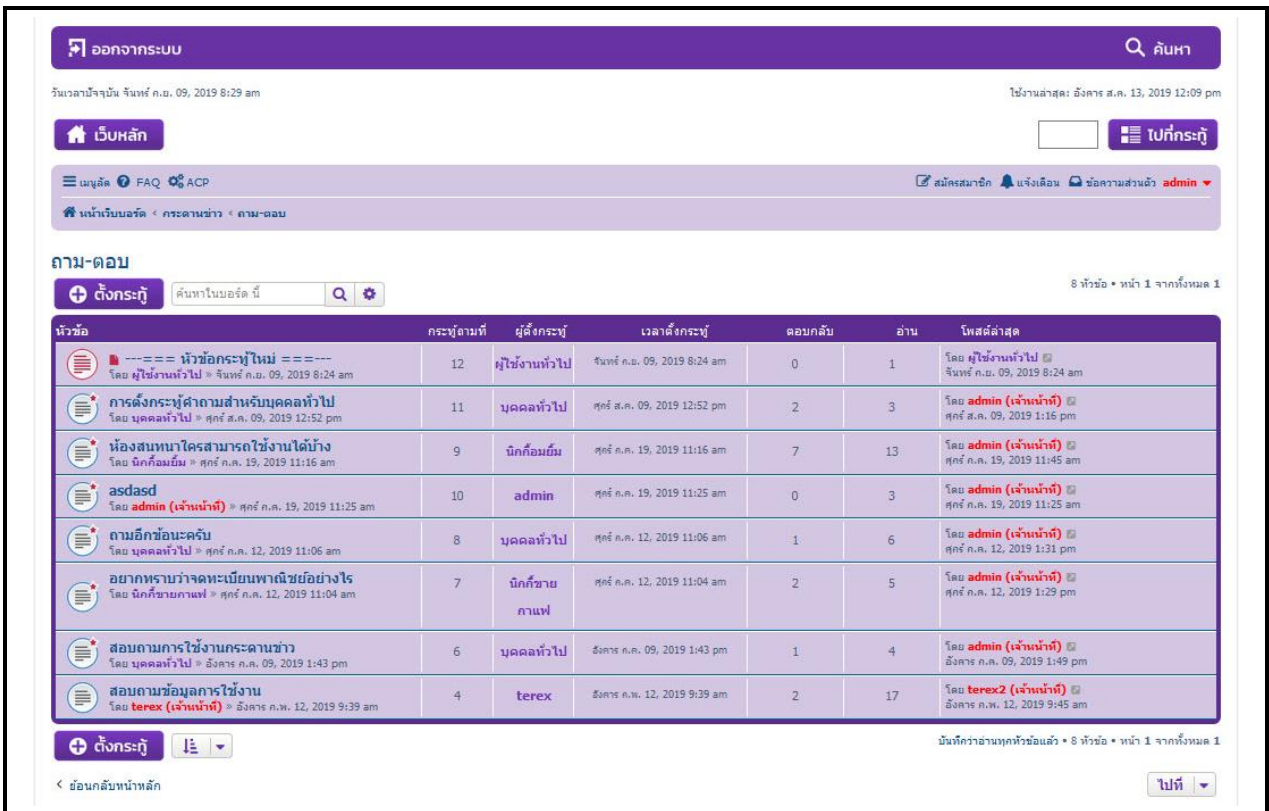 ออกจากระบบ ค้นหา
วันเวลาปัจจุบัน จันทร์ ก.ย. 09, 2019 8:29 am ใช้งานล่าสุด: อังคาร ส.ค. 13, 2019 12:09 pm
เว็บหลัก ไปที่กระทู้
เมนูลัด FAQ ACP สมัครสมาชิก แจ้งเตือน ข้อความส่วนตัว admin
หน้าเว็บบอร์ด ‹ กระดานข่าว ‹ ถาม-ตอบ
ถาม-ตอบ
ตั้งกระทู้ ค้นหาในบอร์ด นี้ 8 หัวข้อ • หน้า 1 จากทั้งหมด 1
หัวข้อ กระทู้ถามที่ ผู้ตั้งกระทู้ เวลาตั้งกระทู้ ตอบกลับ อ่าน โพสต์ล่าสุด
---=== หัวข้อกระทู้ใหม่ ===--- 12 ผู้ใช้งานทั่วไป จันทร์ ก.ย. 09, 2019 8:24 am 0 1 โดย ผู้ใช้งานทั่วไป
โดย ผู้ใช้งานทั่วไป » จันทร์ ก.ย. 09, 2019 8:24 am จันทร์ ก.ย. 09, 2019 8:24 am
การตั้งกระทู้คำถามสำหรับบุคคลทั่วไป 11 บุคคลทั่วไป ศุกร์ ส.ค. 09, 2019 12:52 pm 2 3 โดย admin (เจ้าหน้าที่)
โดย บุคคลทั่วไป » ศุกร์ ส.ค. 09, 2019 12:52 pm ศุกร์ ส.ค. 09, 2019 1:16 pm
ห้องสนทนาใครสามารถใช้งานได้บ้าง 9 นิกกี้อมยิ้ม ศุกร์ ก.ค. 19, 2019 11:16 am 7 13 โดย admin (เจ้าหน้าที่)
โดย นิกกี้อมยิ้ม » ศุกร์ ก.ค. 19, 2019 11:16 am ศุกร์ ก.ค. 19, 2019 11:45 am
asdasd 10 admin ศุกร์ ก.ค. 19, 2019 11:25 am 0 3 โดย admin (เจ้าหน้าที่)
โดย admin (เจ้าหน้าที่) » ศุกร์ ก.ค. 19, 2019 11:25 am ศุกร์ ก.ค. 19, 2019 11:25 am
ถามอีกข้อนะครับ 8 บุคคลทั่วไป ศุกร์ ก.ค. 12, 2019 11:06 am 1 6 โดย admin (เจ้าหน้าที่)
โดย บุคคลทั่วไป » ศุกร์ ก.ค. 12, 2019 11:06 am ศุกร์ ก.ค. 12, 2019 1:31 pm
อยากทราบว่าจดทะเบียนพาณิชย์อย่างไร 7 นิกกี้ขาย ศุกร์ ก.ค. 12, 2019 11:04 am 2 5 โดย admin (เจ้าหน้าที่)
โดย นิกกี้ขายกาแฟ » ศุกร์ ก.ค. 12, 2019 11:04 am ศุกร์ ก.ค. 12, 2019 1:29 pm
กาแฟ
สอบถามการใช้งานกระดานข่าว 6 บุคคลทั่วไป อังคาร ก.ค. 09, 2019 1:43 pm 1 4 โดย admin (เจ้าหน้าที่)
โดย บุคคลทั่วไป » อังคาร ก.ค. 09, 2019 1:43 pm อังคาร ก.ค. 09, 2019 1:49 pm
สอบถามข้อมูลการใช้งาน 4 terex อังคาร ก.พ. 12, 2019 9:39 am 2 17 โดย terex2 (เจ้าหน้าที่)
โดย terex (เจ้าหน้าที่) » อังคาร ก.พ. 12, 2019 9:39 am อังคาร ก.พ. 12, 2019 9:45 am
ตั้งกระทู้ บันทึกว่าอ่านทุกหัวข้อแล้ว • 8 หัวข้อ • หน้า 1 จากทั้งหมด 1
‹ ย้อนกลับหน้าหลัก ไปที่